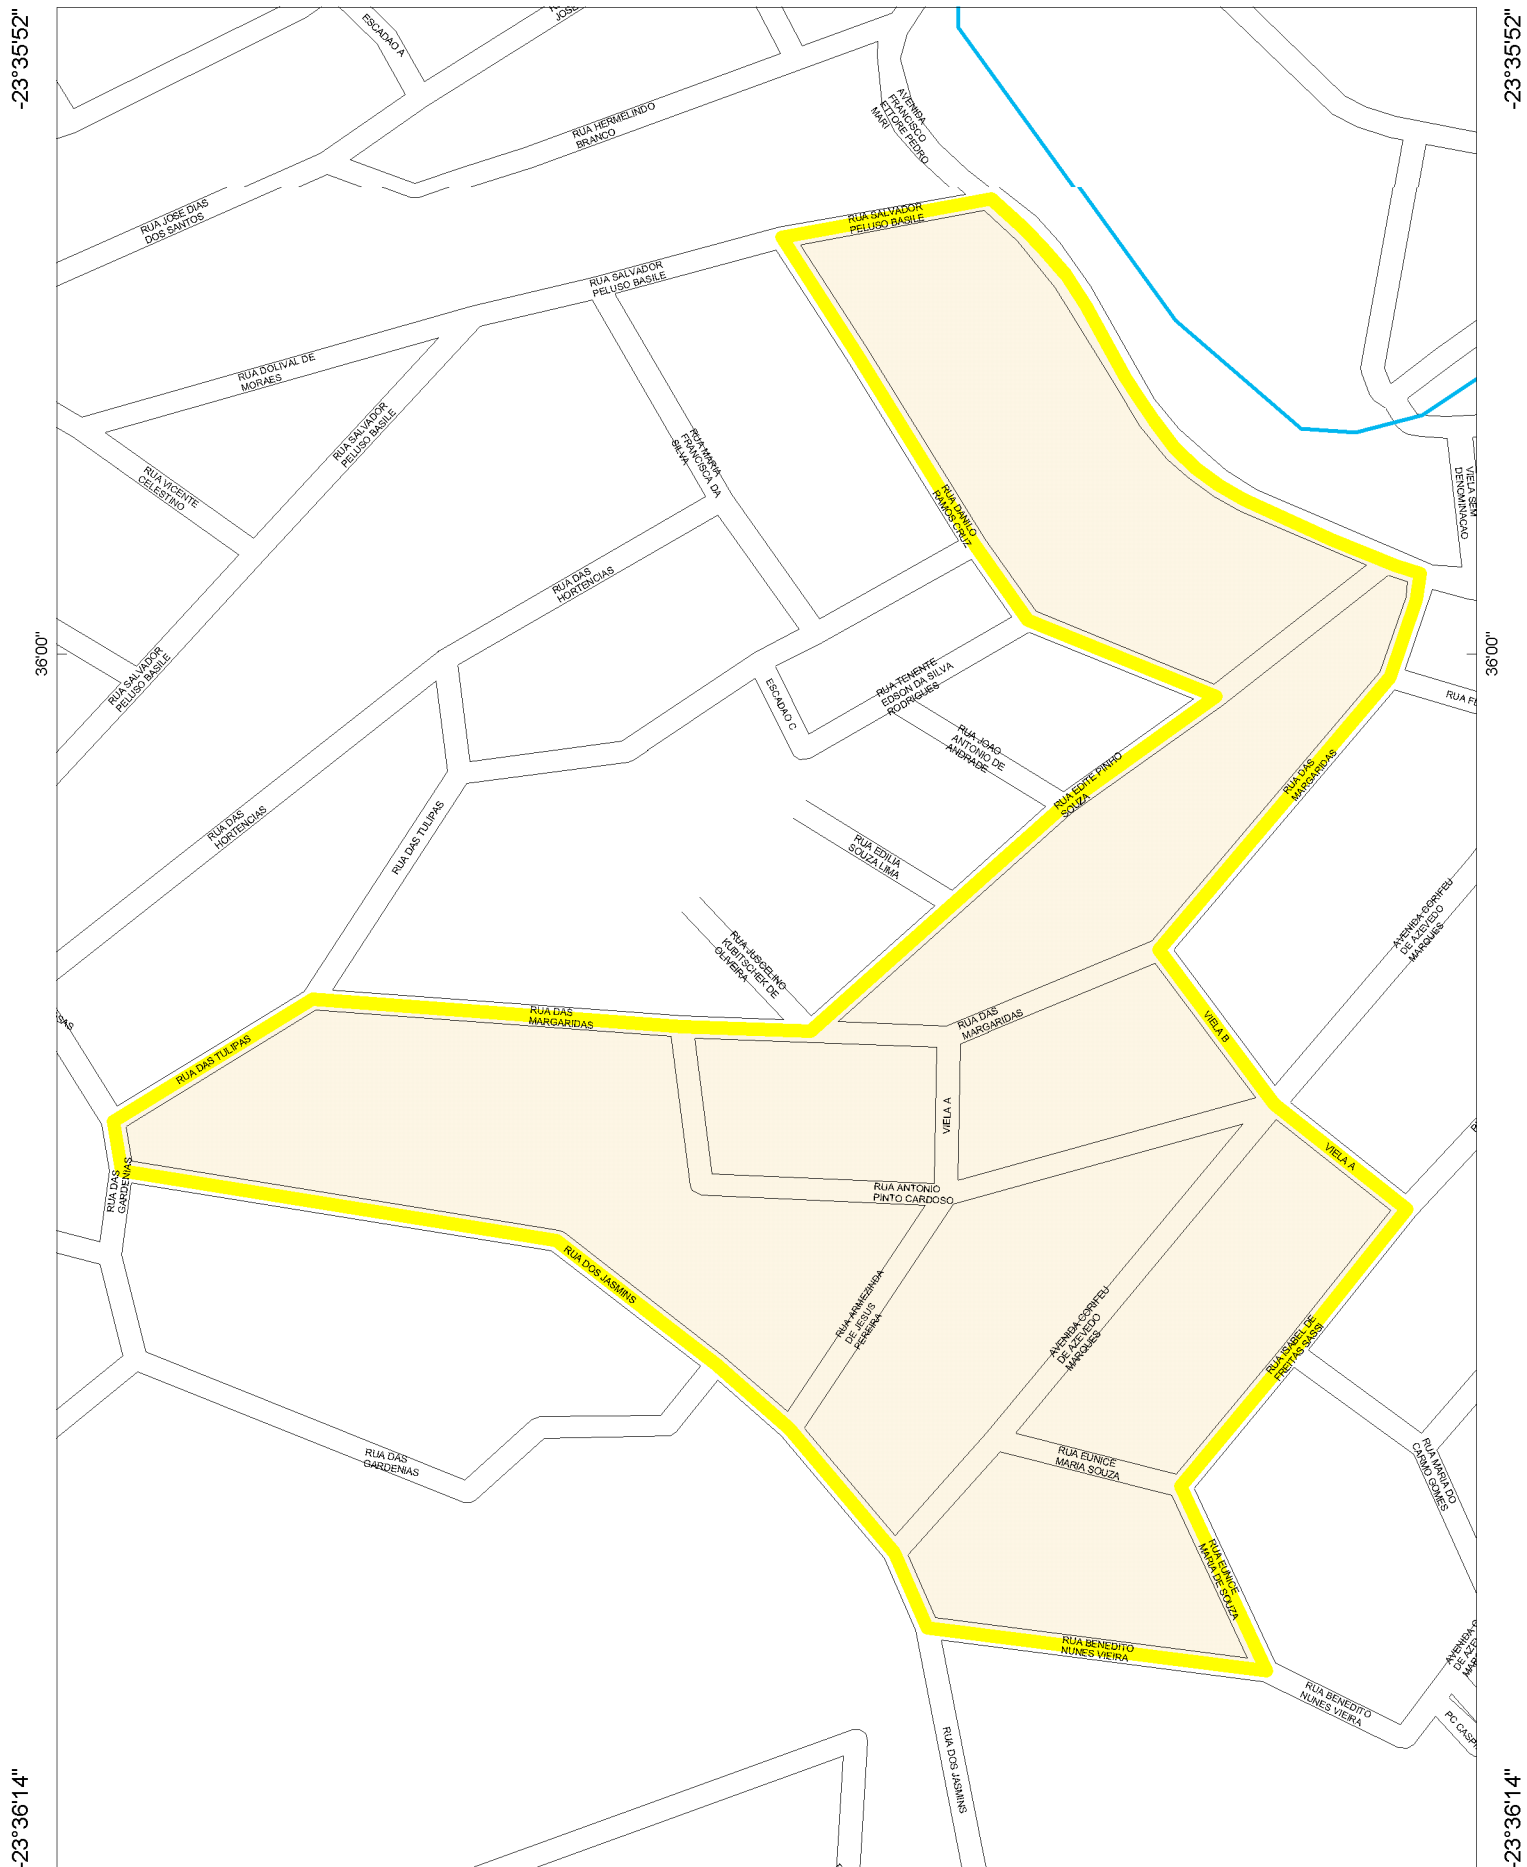 -23°35'52"
-23°35'52"
ESCADAO A
AVENIDA
FRANCISCO
ETTORE PEDRO
MARI
RUA HERMELINDO
BRANCO
RUA JOSE DIAS
DOS SANTOS
RUA SALVADOR
PELUSO BASILE
RUA SALVADOR
PELUSO BASILE
RUA DOLIVAL DE
MORAES
RUA SALVADOR
PELUSO BASILE
RUA MARIA
FRANCISCA DA
SILVA
RUA VICENTE
CELESTINO
VIELA SEM
DENOMINACAO
RUA DANILO
RAMOS CRUZ
RUA DAS
HORTENCIAS
36'00"
36'00"
RUA SALVADOR
PELUSO BASILE
RUA TENENTE
EDSON DA SILVA
RODRIGUES
ESCADAO C
RUA JOAO
ANTONIO DE
ANDRADE
RUA EDITE PINHO
SOUZA
RUA DAS
MARGARIDAS
RUA DAS
HORTENCIAS
RUA DAS TULIPAS
RUA EDILIA
SOUZA LIMA
AVENIDA CORIFEU
DE AZEVEDO
MARQUES
RUA JUSCELINO
KUBITSCHEK DE
OLIVEIRA
RUA DAS
MARGARIDAS
RUA DAS
MARGARIDAS
VIELA B
RUA DAS TULIPAS
VIELA A
VIELA A
RUA DAS
GARDENIAS
RUA ANTONIO
PINTO CARDOSO
RUA DOS JASMINS
RUA ARMEZINDA
DE JESUS
PEREIRA
AVENIDA CORIFEU
DE AZEVEDO
MARQUES
RUA ISABEL DE
FREITAS SASSI
RUA DAS
GARDENIAS
RUA EUNICE
MARIA SOUZA
RUA MARIA DO
CARMO GOMES
RUA EUNICE
MARIA DE SOUZA
RUA BENEDITO
NUNES VIEIRA
RUA BENEDITO
NUNES VIEIRA
RUA DOS JASMINS
-23°36'14"
-23°36'14"